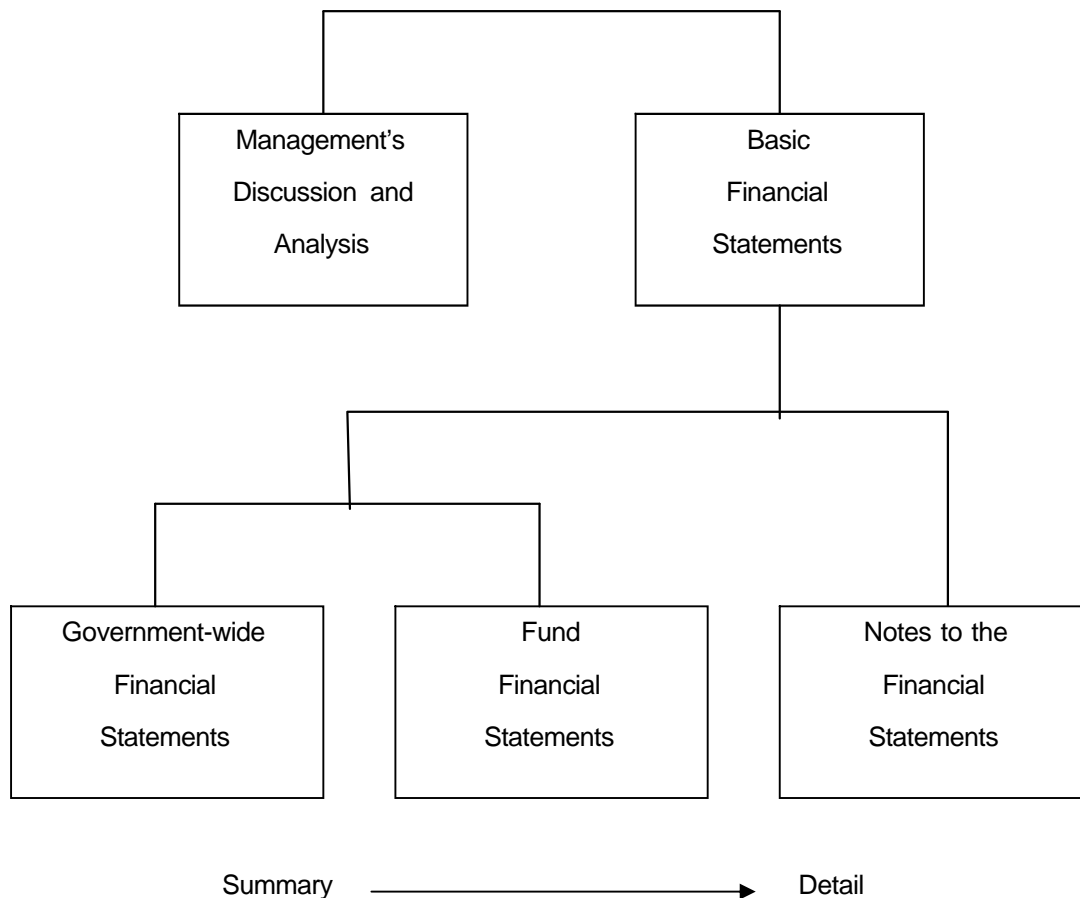 Management’s
Discussion and
Analysis
Basic
Financial
Statements
Government-wide
Financial
Statements
Fund
Financial
Statements
Notes to the
Financial
Statements
Summary
Detail